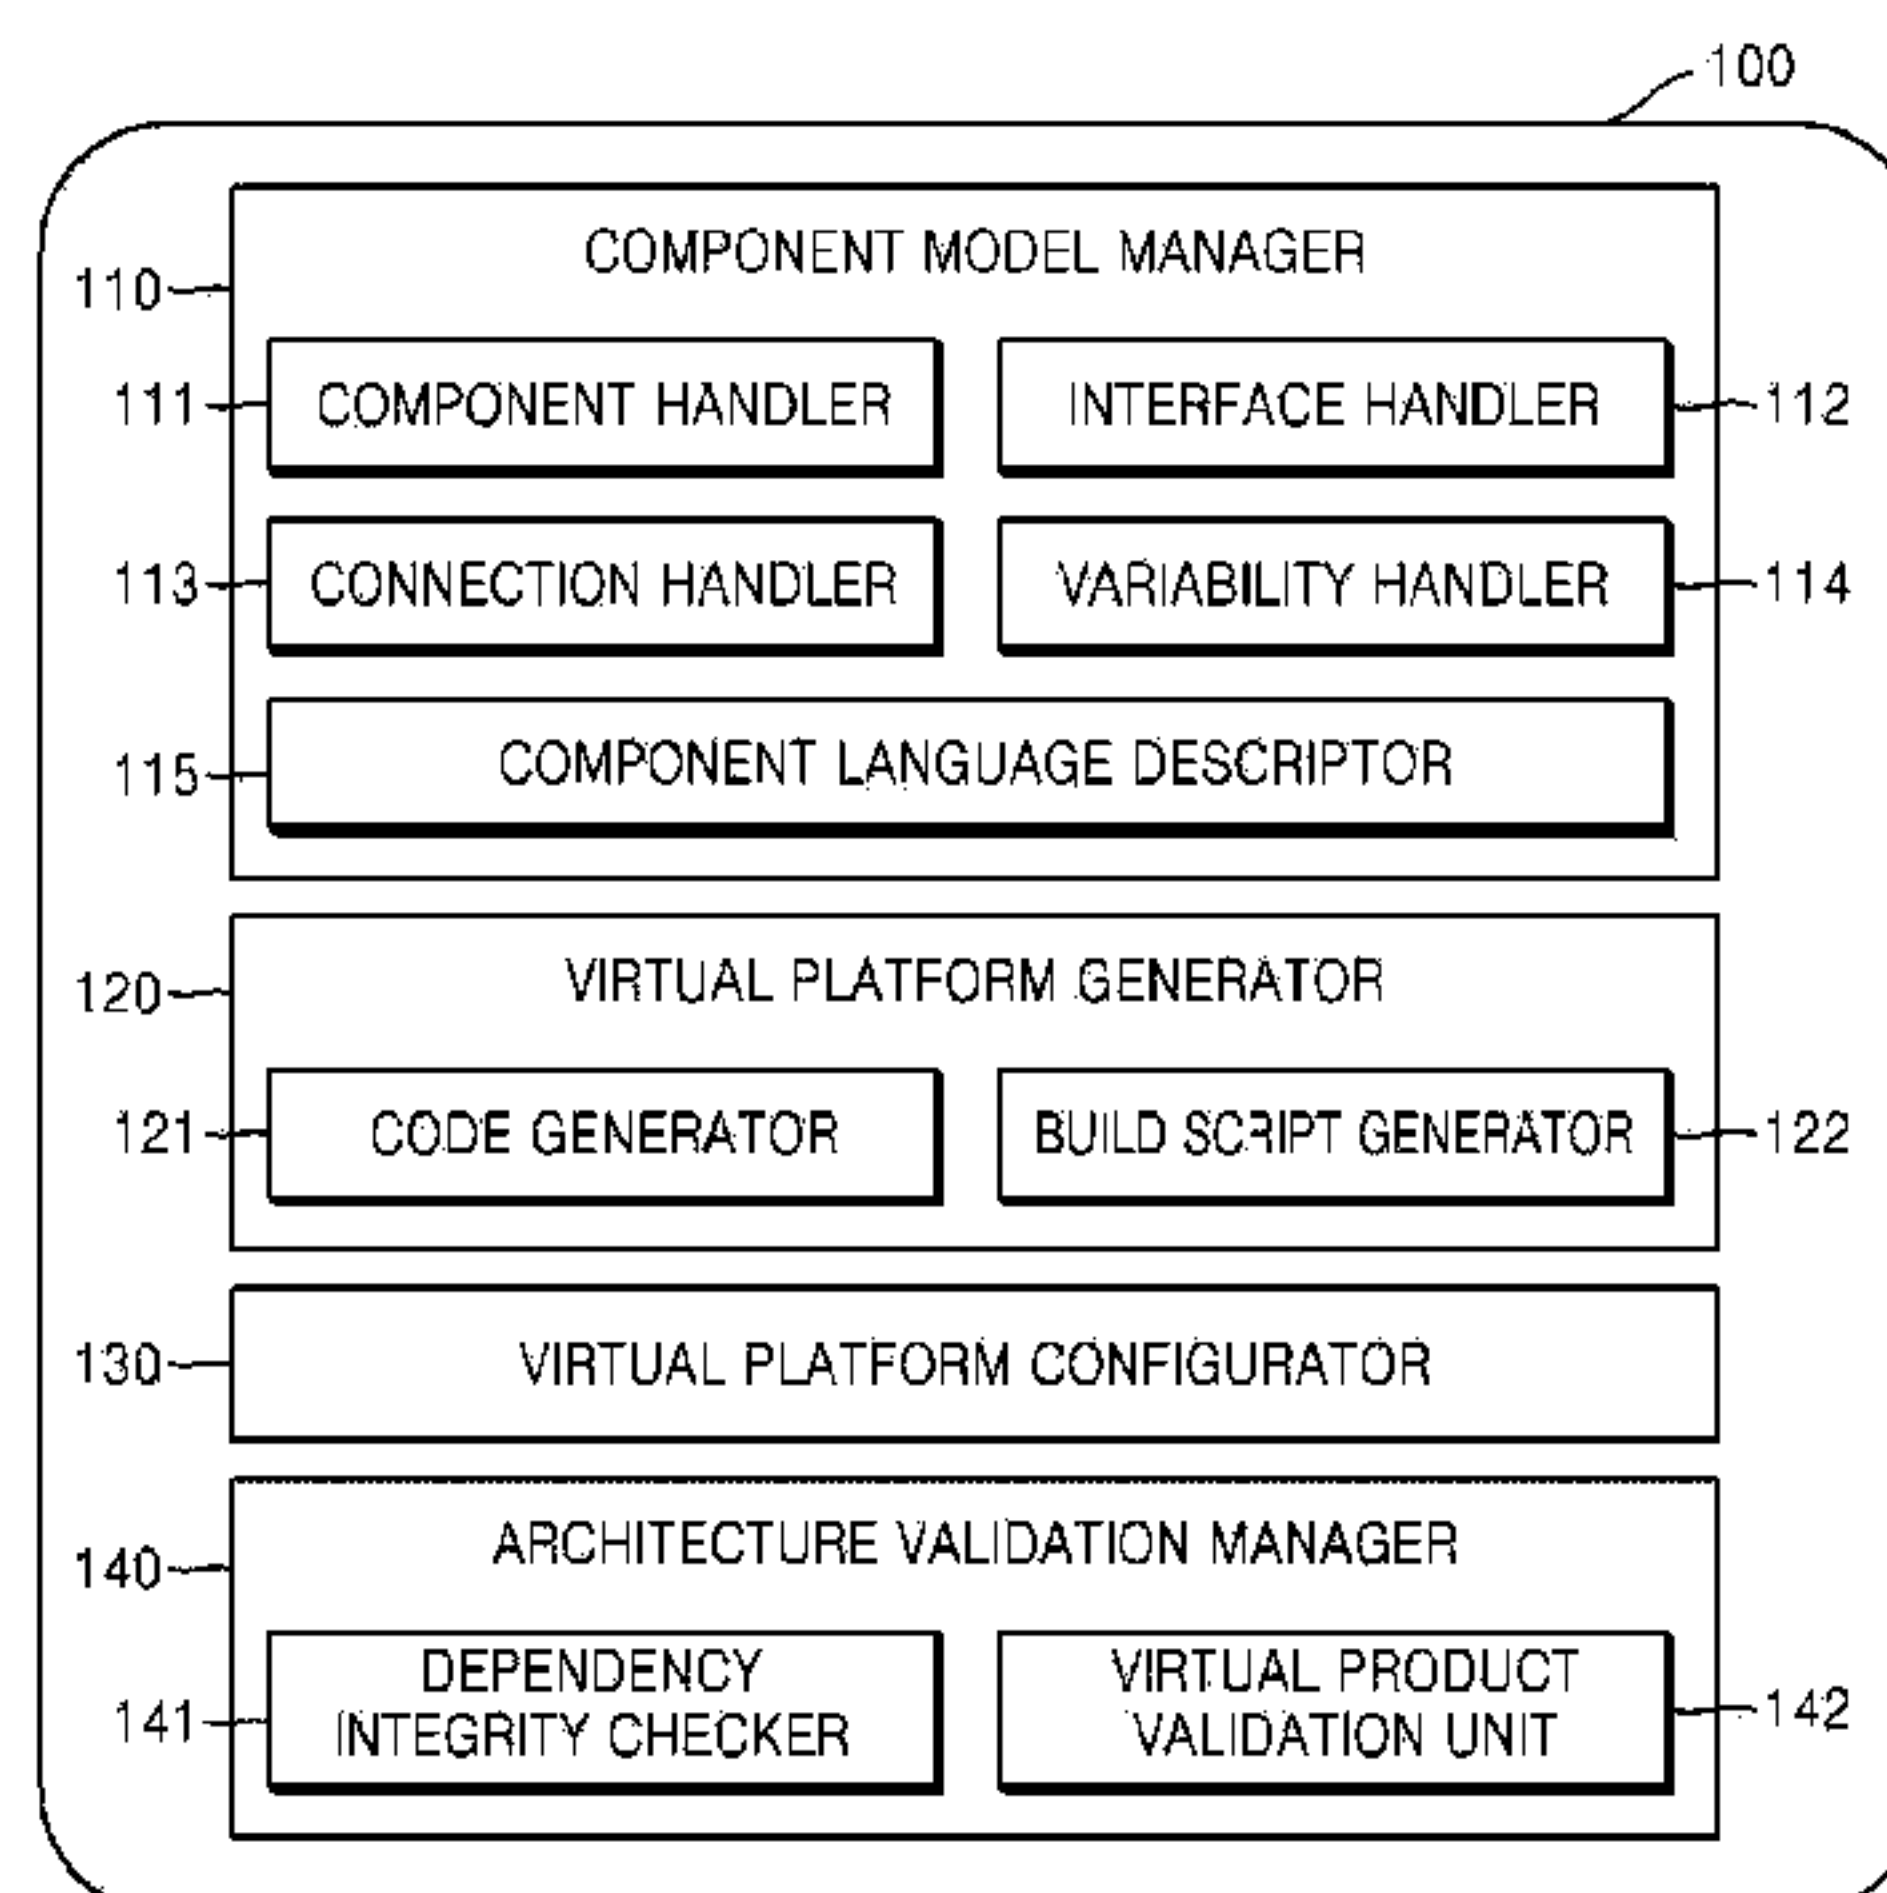 100
COMPONENT MODEL MANAGER
110
111 COMPONENT HANDLER INTERFACE HANDLER 112
113 CONNECTION HANDLER VARIABILITY HANDLER 114
115 COMPONENT LANGUAGE DESCRIPTOR
VIRTUAL PLATFORM GENERATOR
120
121 CODE GENERATOR BUILD SCRIPT GENERATOR 122
130 VIRTUAL PLATFORM CONFIGURATOR
ARCHITECTURE VALIDATION MANAGER
140
DEPENDENCY
141 INTEGRITY CHECKER
VIRTUAL PRODUCT
VALIDATION UNIT 142